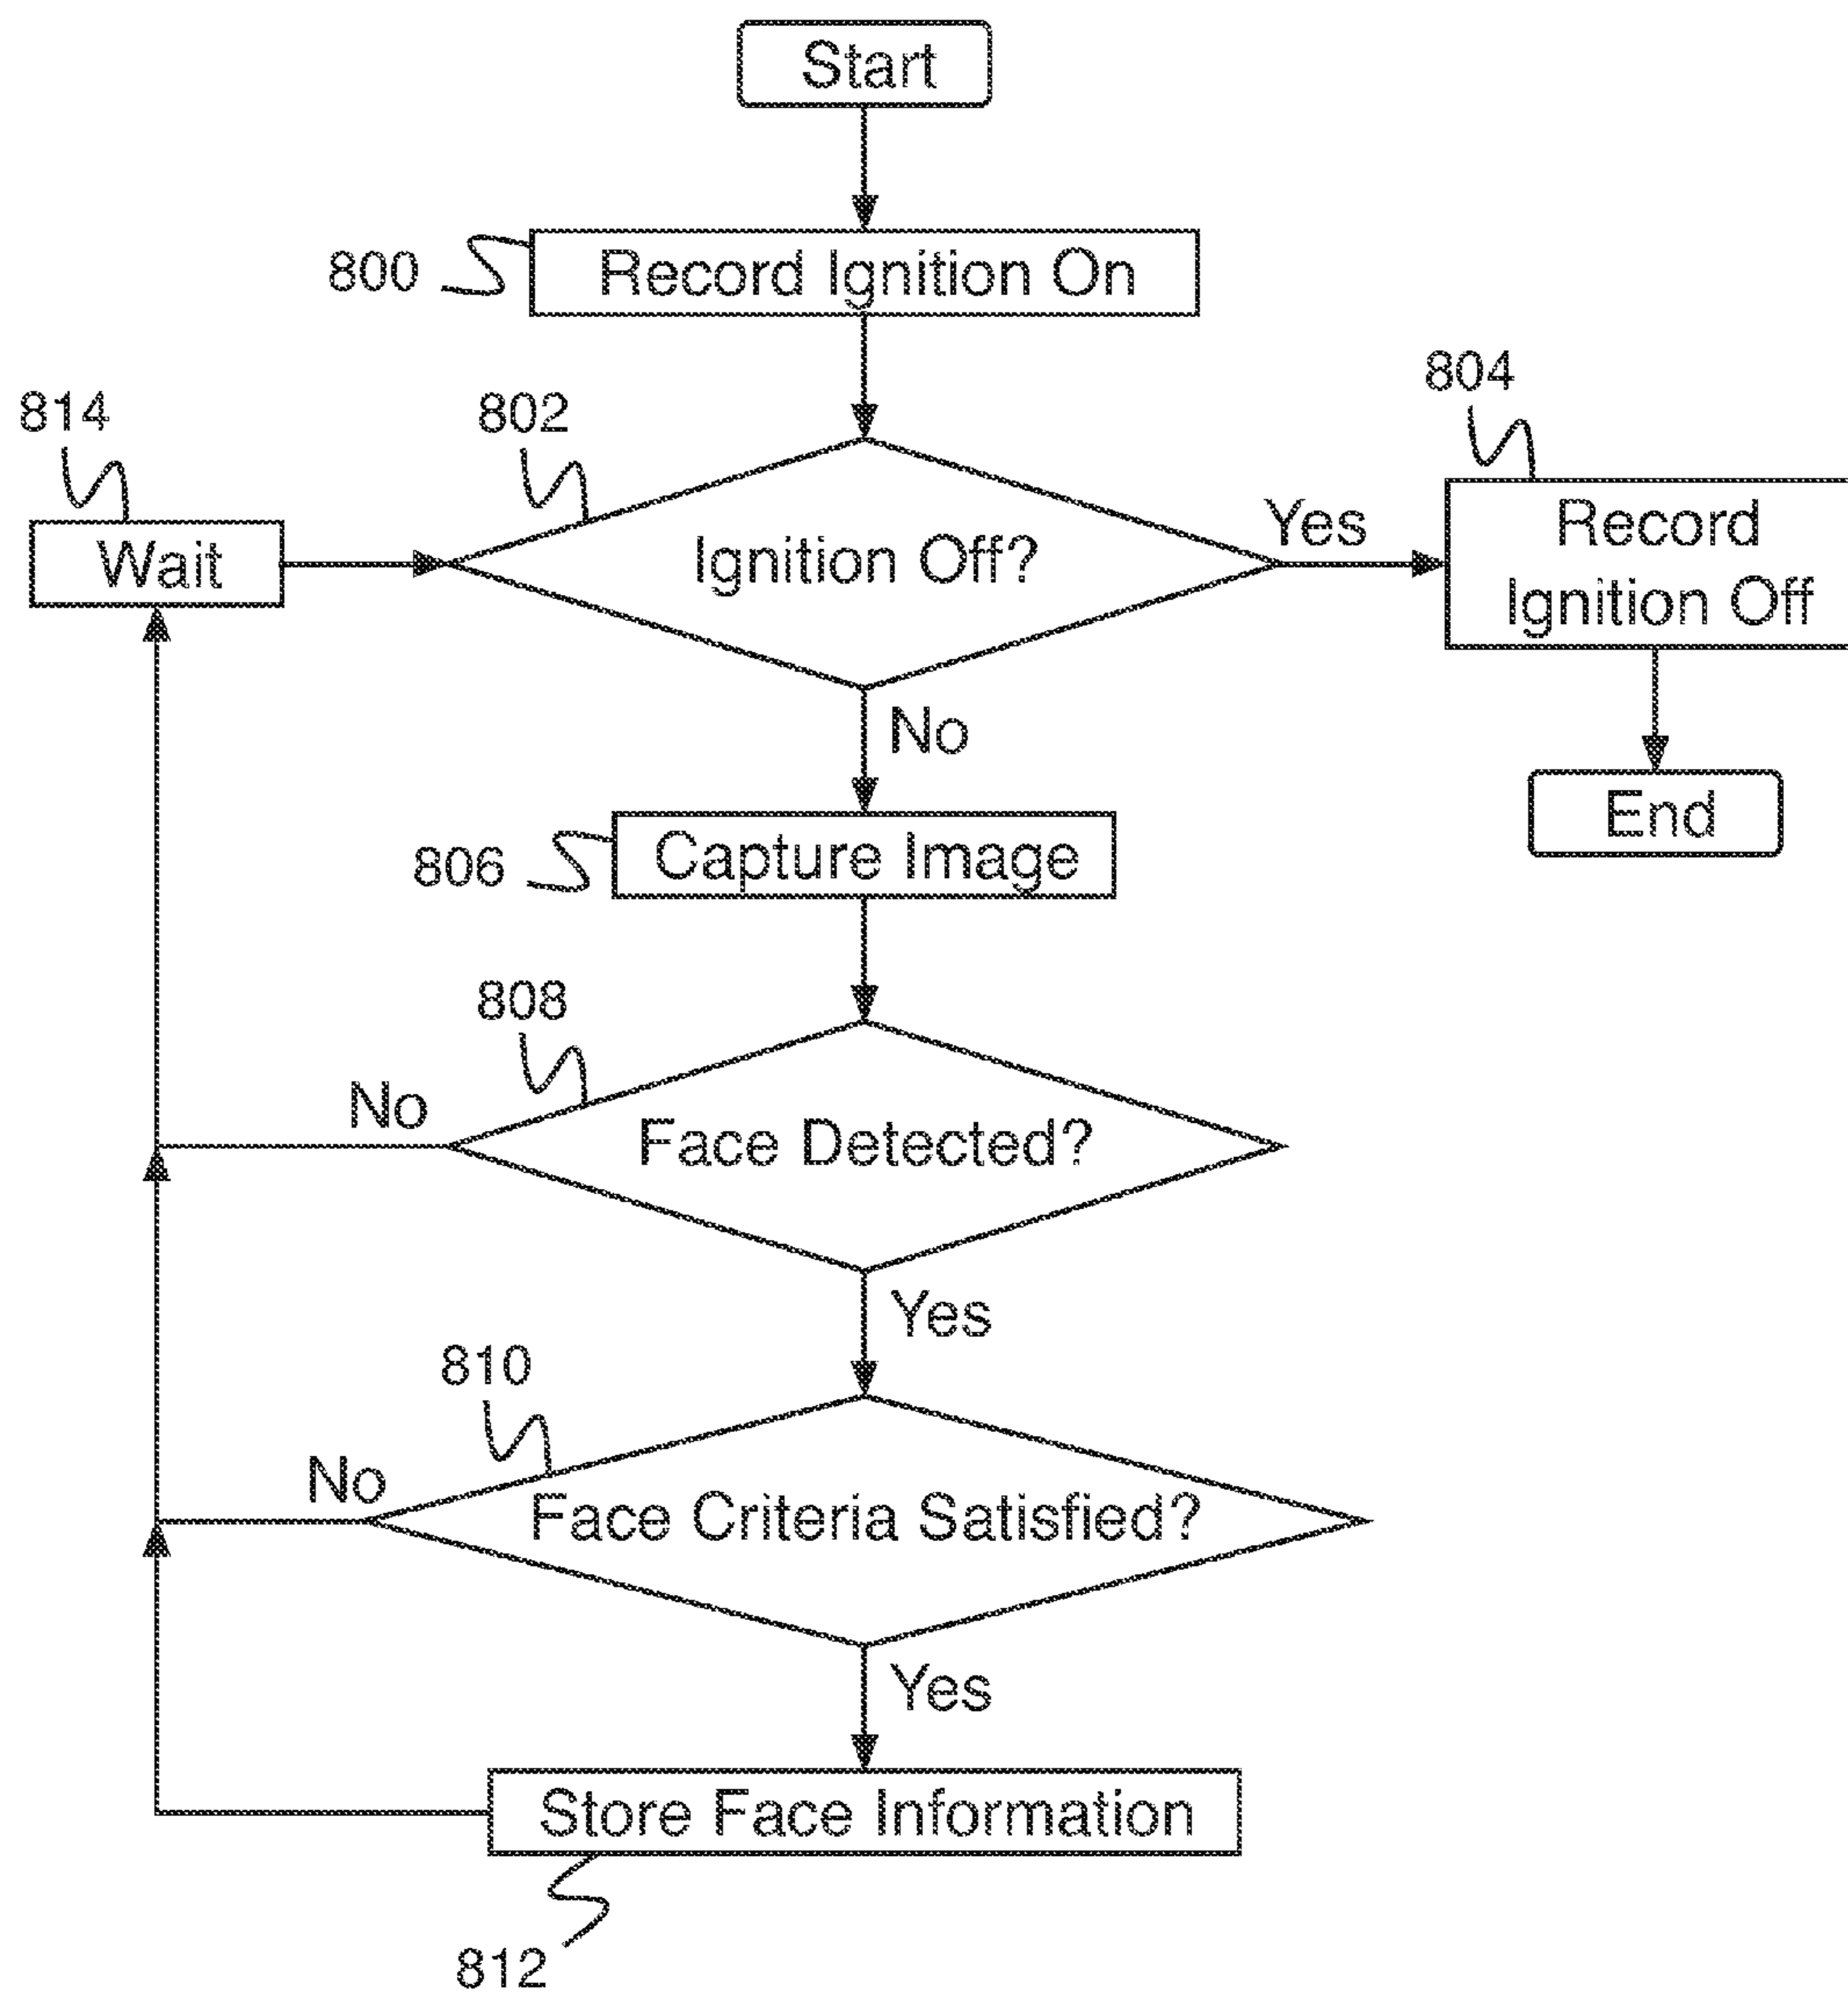 Start
800
Record Ignition On
814
802
804
Wait
Ignition Off?
Yes
Record
Ignition Off
No
End
806
Capture Image
808
No
Face Detected?
Yes
810
No
Face Criteria Satisfied?
Yes
Store Face Information
812